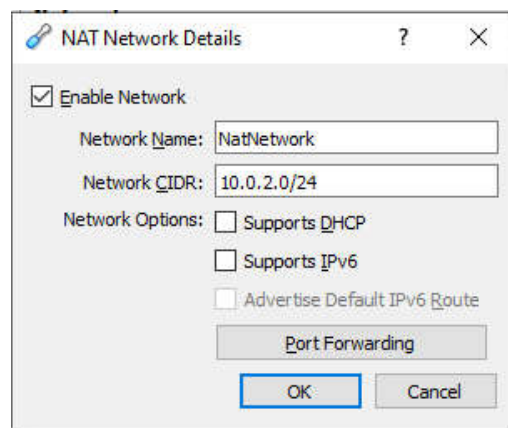 NAT Network Details ?
Enable Network
Network Name: NatNetwork
Network CIDR: 10.0.2.0/24
Network Options: Supports DHCP
Supports IPv6
Advertise Default IPv6 Route
Port Forwarding
OK Cancel